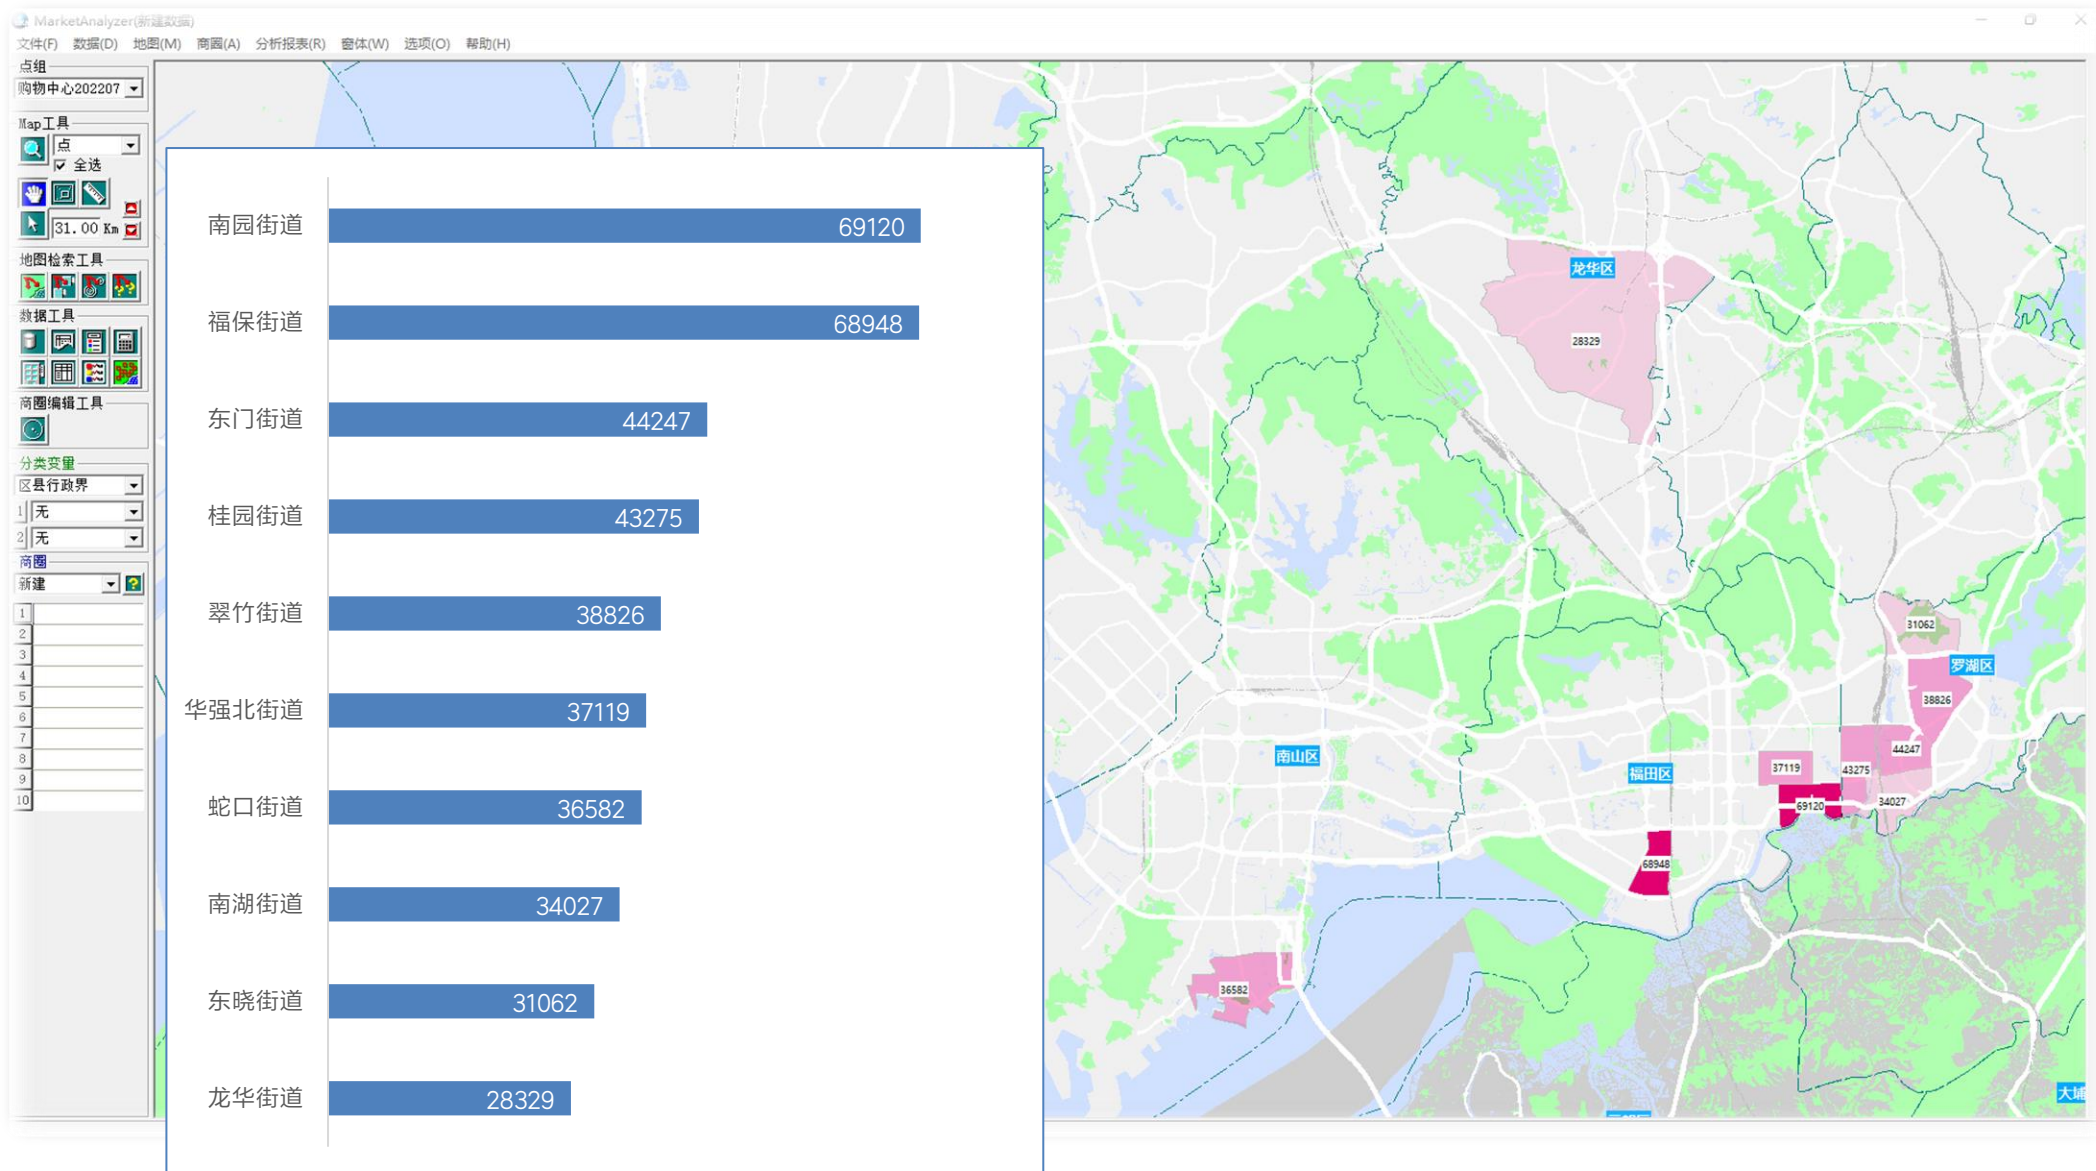 MarketAnalyzer(新建数据)
文件(F) 数据(D) 地图(M) 商圈(A) 分析报表(R) 窗体(W) 选项(O) 帮助(H)
点组
购物中心202207
Map工具
点
全选
31.00 Km
地图检索工具
数据工具
商圈编辑工具
分类变量
区县行政界
1 无
2 无
商圈
新建
1
2
3
4
5
6
7
8
9
10
南园街道 69120
福保街道 68948
东门街道 44247
桂园街道 43275
翠竹街道 38826
华强北街道 37119
蛇口街道 36582
南湖街道 34027
东晓街道 31062
龙华街道 28329
龙华区
28329
31062
罗湖区
38826
44247
南山区
福田区
37119
43275
69120
34027
68948
36582
大埔